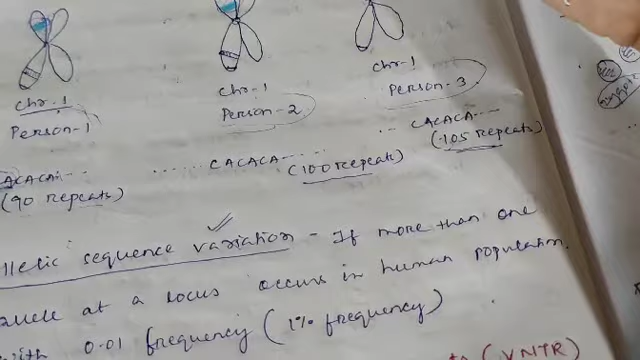 Chr-1
Person-1
Chr-1
Person-2
Chr-1
Person-3
ACACA...
(90 Repeats)
...... CACACA.....
(100 Repeats)
... CACACA....
(105 Repeats)
llelic sequence variation - If more than one
allele at a locus occurs in human population
with 0.01 frequency (1% frequency)
(VNTR)